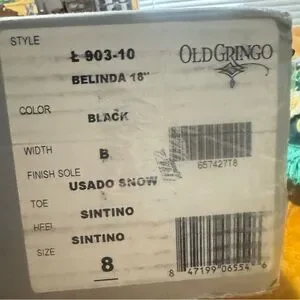 STYLE
L 903-10
OLD GRINGO
BELINDA 18"
COLOR
BLACK
WIDTH
B
657427T8
FINISH SOLE
USADO SNOW
TOE
SINTINO
HEEL
SINTINO
SIZE
8
8 47199 06554 6